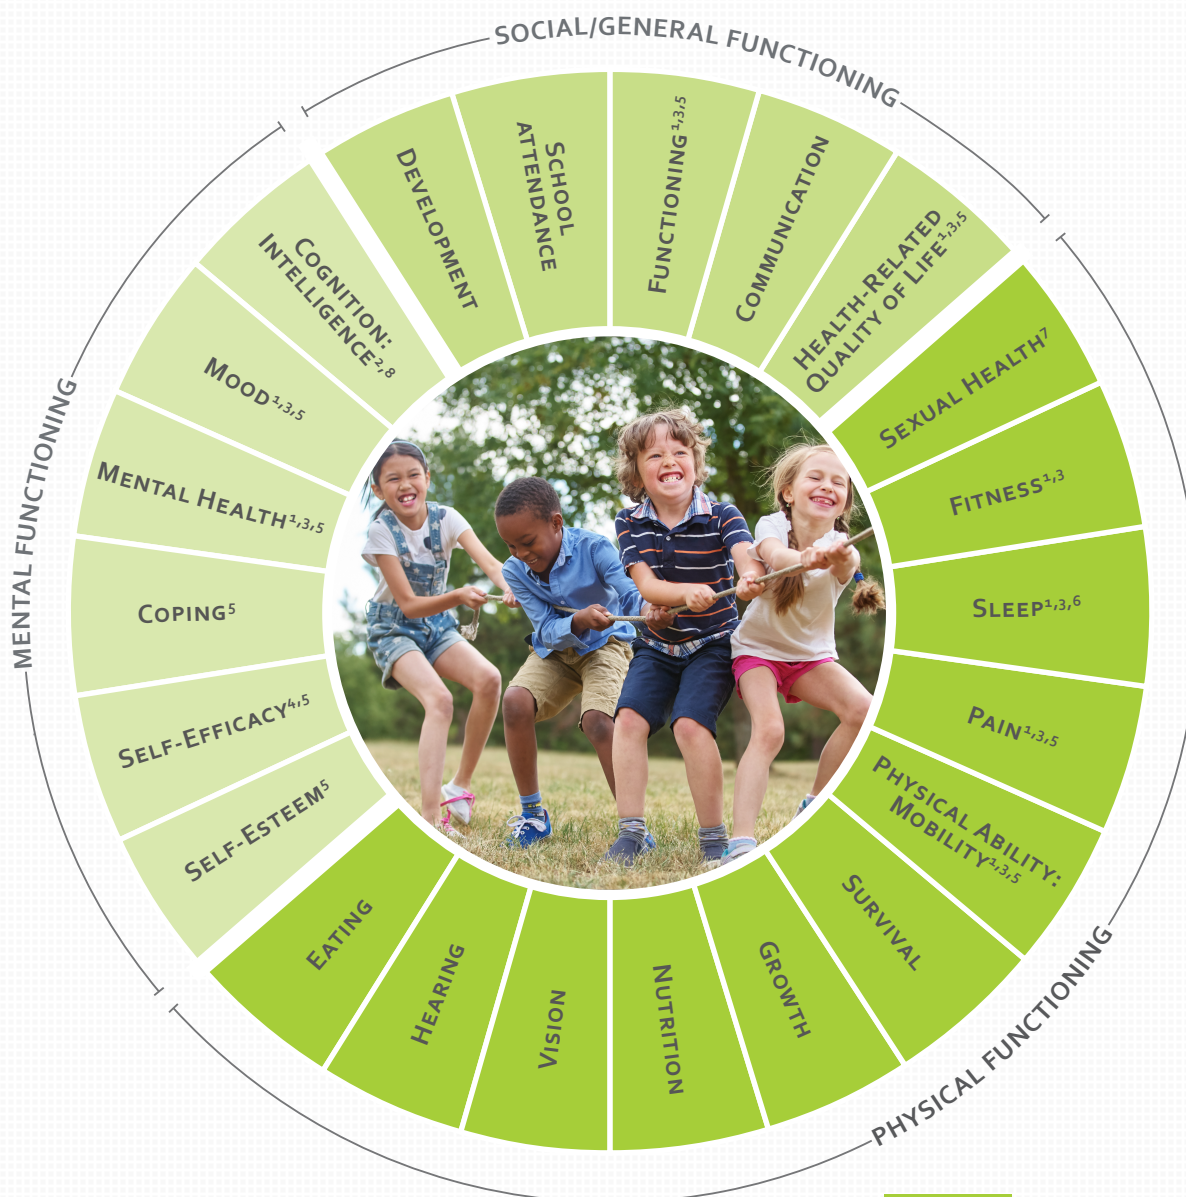 SOCIAL/GENERAL FUNCTIONING
DEVELOPMENT
SCHOOL
ATTENDANCE
FUNCTIONING1,3,5
COMMUNICATION
HEALTH-RELATED
QUALITY OF LIFE1,3,5
SEXUAL HEALTH7
FITNESS1,3
SLEEP1,3,6
PAIN1,3,5
PHYSICAL ABILITY:
MOBILITY1,3,5
SURVIVAL
GROWTH
NUTRITION
VISION
HEARING
EATING
PHYSICAL FUNCTIONING
SELF-ESTEEM5
SELF-EFFICACY4,5
COPING5
MENTAL HEALTH1,3,5
MOOD1,3,5
COGNITION:
INTELLIGENCE2,8
MENTAL FUNCTIONING